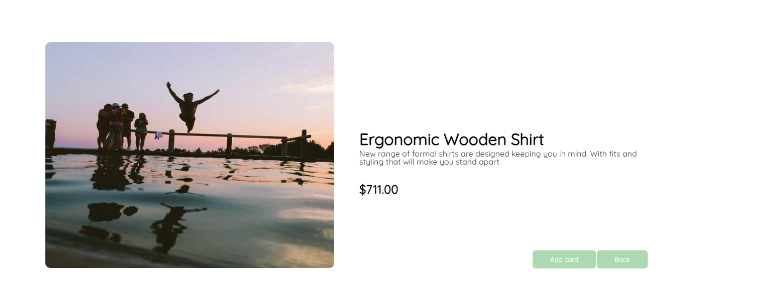 Ergonomic Wooden Shirt
New range of formal shirts are designed keeping you in mind. With fits and
styling that will make you stand apart
$711.00
Add card
Back